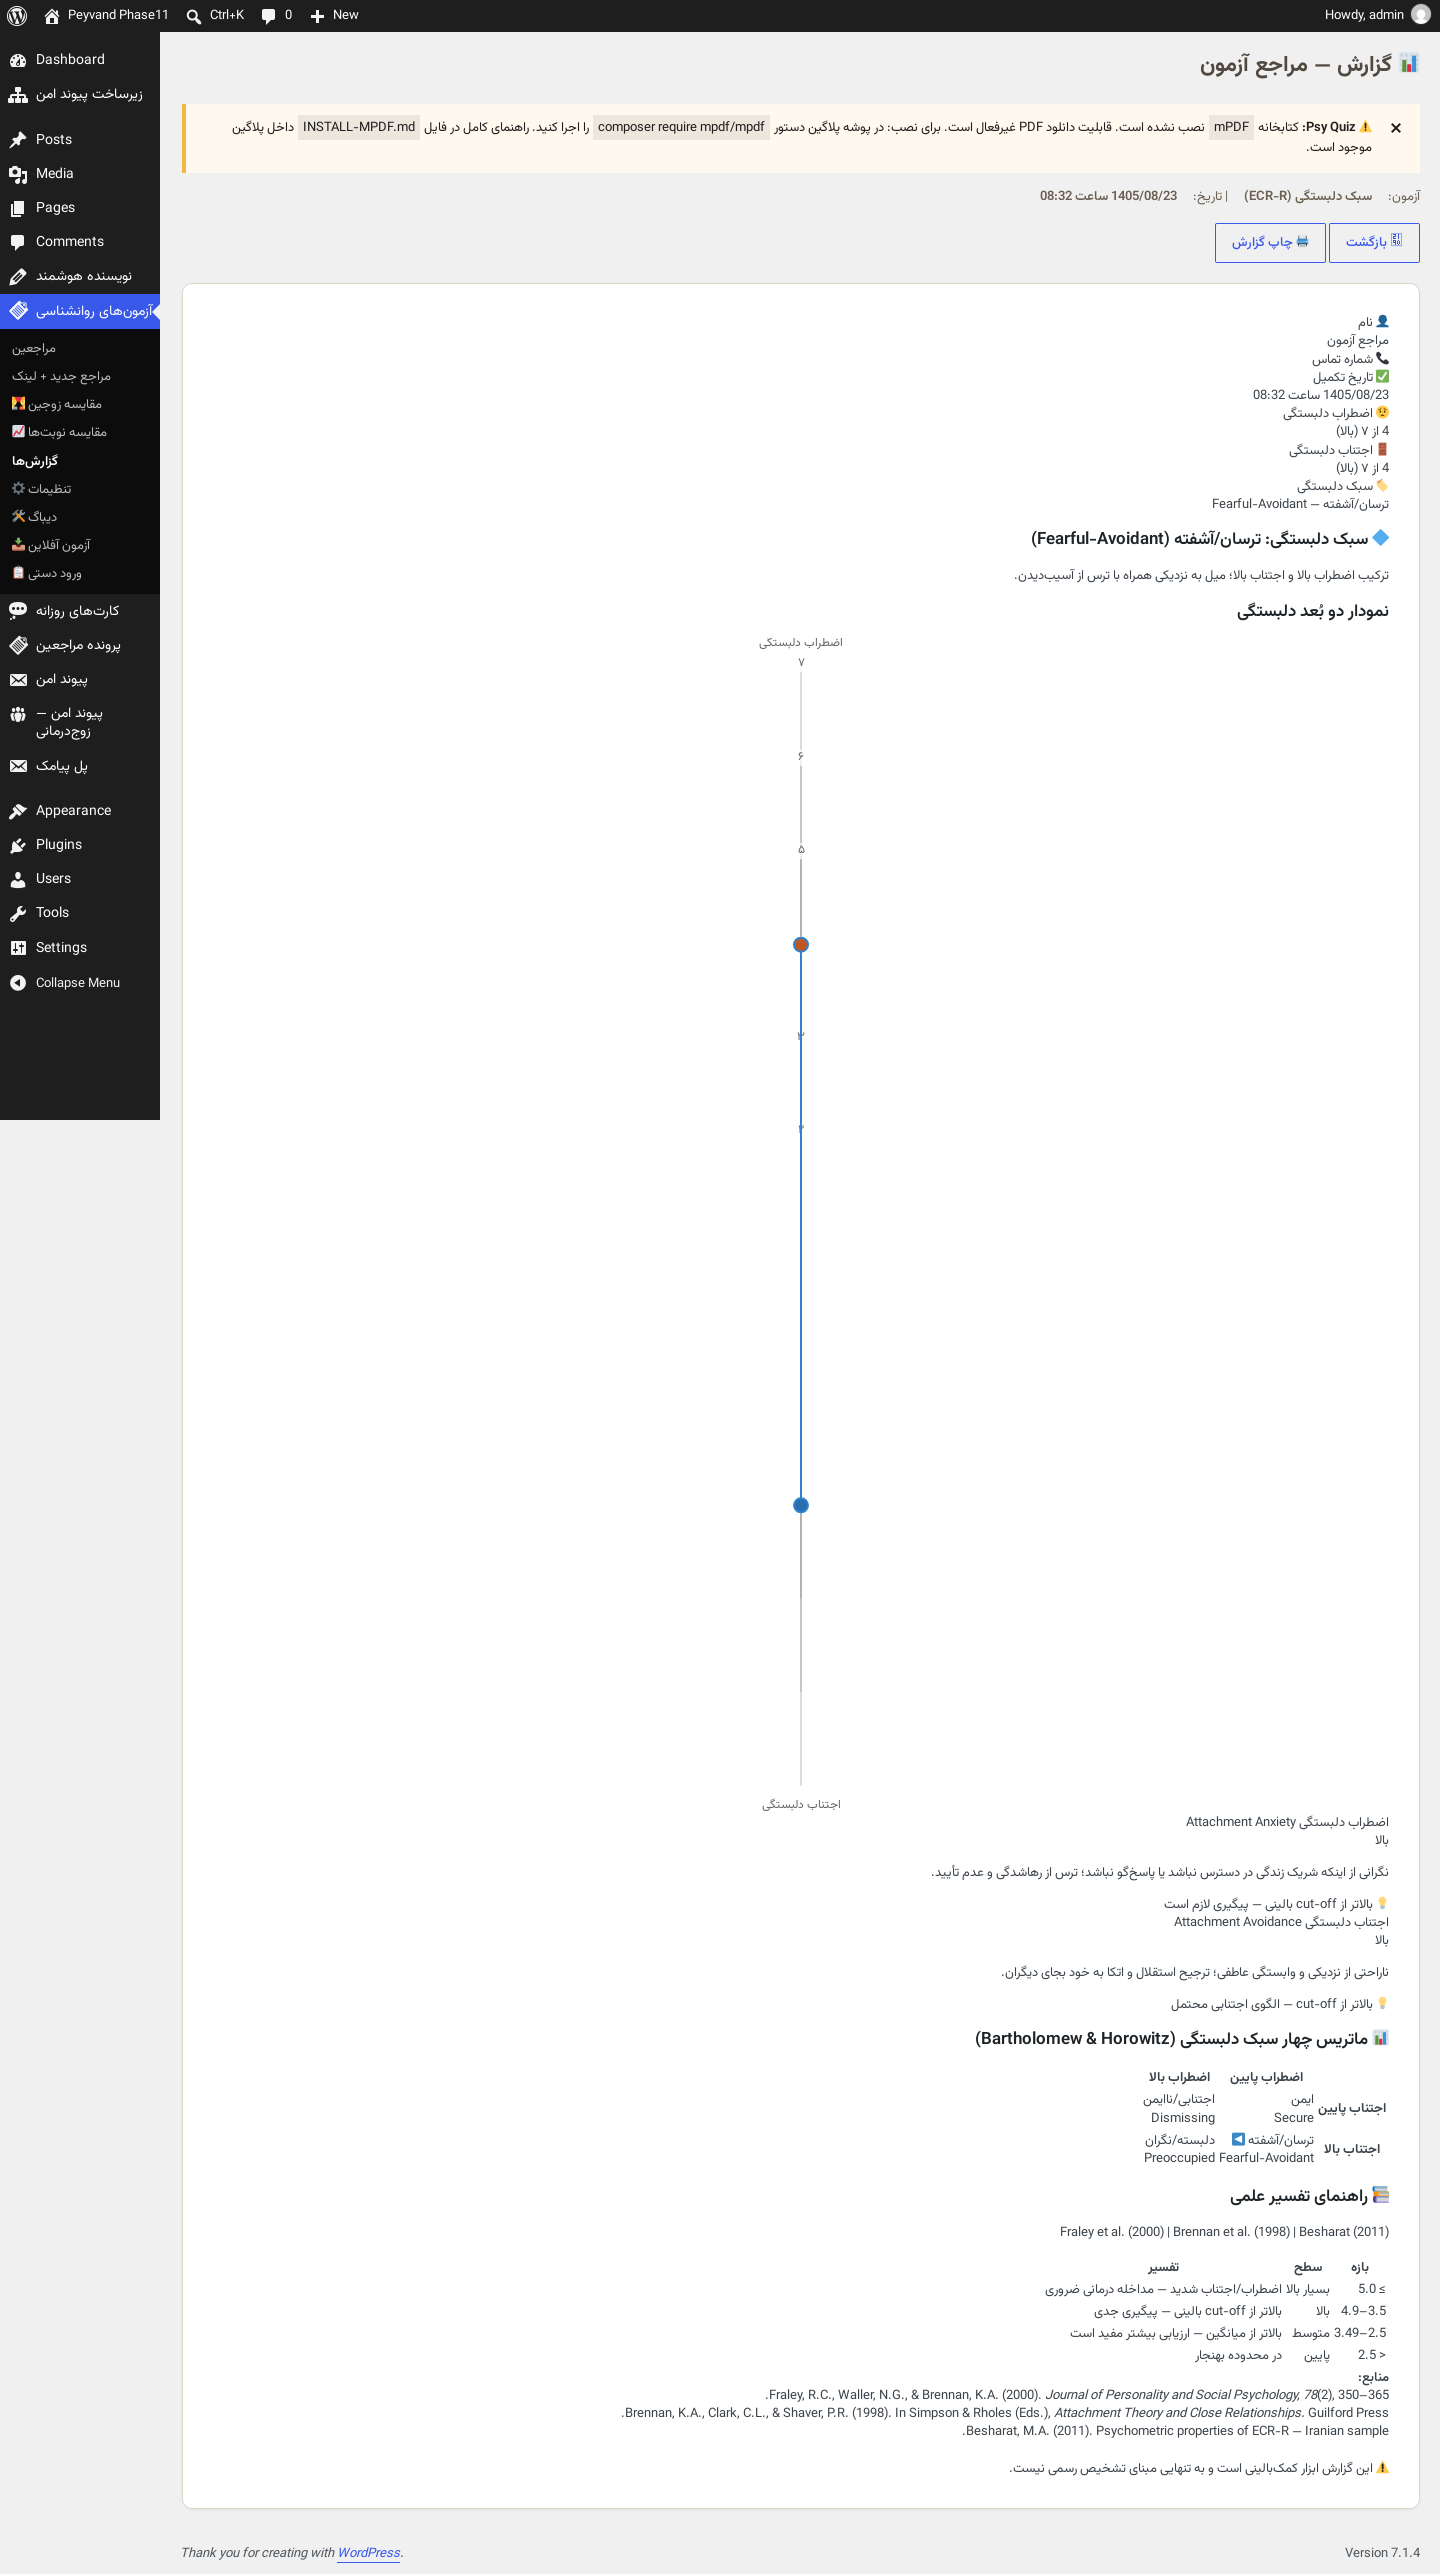 Peyvand Phase11
Ctrl+K
0
New
Howdy, admin
Dashboard
زیرساخت پیوند امن
Posts
Media
Pages
Comments
نویسنده هوشمند
آزمون‌های روانشناسی
مراجعین
مراجع جدید + لینک
مقایسه زوجین
مقایسه نوبت‌ها
گزارش‌ها
تنظیمات
دیباگ
آزمون آفلاین
ورود دستی
کارت‌های روزانه
پرونده مراجعین
پیوند امن
پیوند امن —
زوج‌درمانی
پل پیامک
Appearance
Plugins
Users
Tools
Settings
Collapse Menu
📊 گزارش — مراجع آزمون
⚠️ Psy Quiz: کتابخانه mPDF نصب نشده است. قابلیت دانلود PDF غیرفعال است. برای نصب: در پوشه پلاگین دستور composer require mpdf/mpdf را اجرا کنید. راهنمای کامل در فایل INSTALL-MPDF.md داخل پلاگین
موجود است.
آزمون: سبک دلبستگی (ECR-R) | تاریخ: 1405/08/23 ساعت 08:32
بازگشت
🖨️ چاپ گزارش
👤 نام
مراجع آزمون
📞 شماره تماس
✅ تاریخ تکمیل
1405/08/23 ساعت 08:32
😟 اضطراب دلبستگی
4 از ۷ (بالا)
🚪 اجتناب دلبستگی
4 از ۷ (بالا)
🏷️ سبک دلبستگی
ترسان/آشفته — Fearful-Avoidant
🔷 سبک دلبستگی: ترسان/آشفته (Fearful-Avoidant)
ترکیب اضطراب بالا و اجتناب بالا؛ میل به نزدیکی همراه با ترس از آسیب‌دیدن.
نمودار دو بُعد دلبستگی
اضطراب دلبستگی
۷
۶
۵
۳
۲
اجتناب دلبستگی
اضطراب دلبستگی Attachment Anxiety
بالا
نگرانی از اینکه شریک زندگی در دسترس نباشد یا پاسخ‌گو نباشد؛ ترس از رهاشدگی و عدم تأیید.
💡 بالاتر از cut-off بالینی — پیگیری لازم است
اجتناب دلبستگی Attachment Avoidance
بالا
ناراحتی از نزدیکی و وابستگی عاطفی؛ ترجیح استقلال و اتکا به خود بجای دیگران.
💡 بالاتر از cut-off — الگوی اجتنابی محتمل
📊 ماتریس چهار سبک دلبستگی (Bartholomew & Horowitz)
اضطراب پایین اضطراب بالا
اجتناب پایین ایمن اجتنابی/ناایمن
Secure Dismissing
اجتناب بالا ترسان/آشفته ◀️ دلبسته/نگران
Fearful-Avoidant Preoccupied
📚 راهنمای تفسیر علمی
Fraley et al. (2000) | Brennan et al. (1998) | Besharat (2011)
بازه سطح تفسیر
≥ 5.0 بسیار بالا اضطراب/اجتناب شدید — مداخله درمانی ضروری
3.5–4.9 بالا بالاتر از cut-off بالینی — پیگیری جدی
2.5–3.49 متوسط بالاتر از میانگین — ارزیابی بیشتر مفید است
< 2.5 پایین در محدوده بهنجار
منابع:
Fraley, R.C., Waller, N.G., & Brennan, K.A. (2000). Journal of Personality and Social Psychology, 78(2), 350–365.
Brennan, K.A., Clark, C.L., & Shaver, P.R. (1998). In Simpson & Rholes (Eds.), Attachment Theory and Close Relationships. Guilford Press.
Besharat, M.A. (2011). Psychometric properties of ECR-R — Iranian sample.
⚠️ این گزارش ابزار کمک‌بالینی است و به تنهایی مبنای تشخیص رسمی نیست.
Thank you for creating with WordPress.
Version 7.1.4